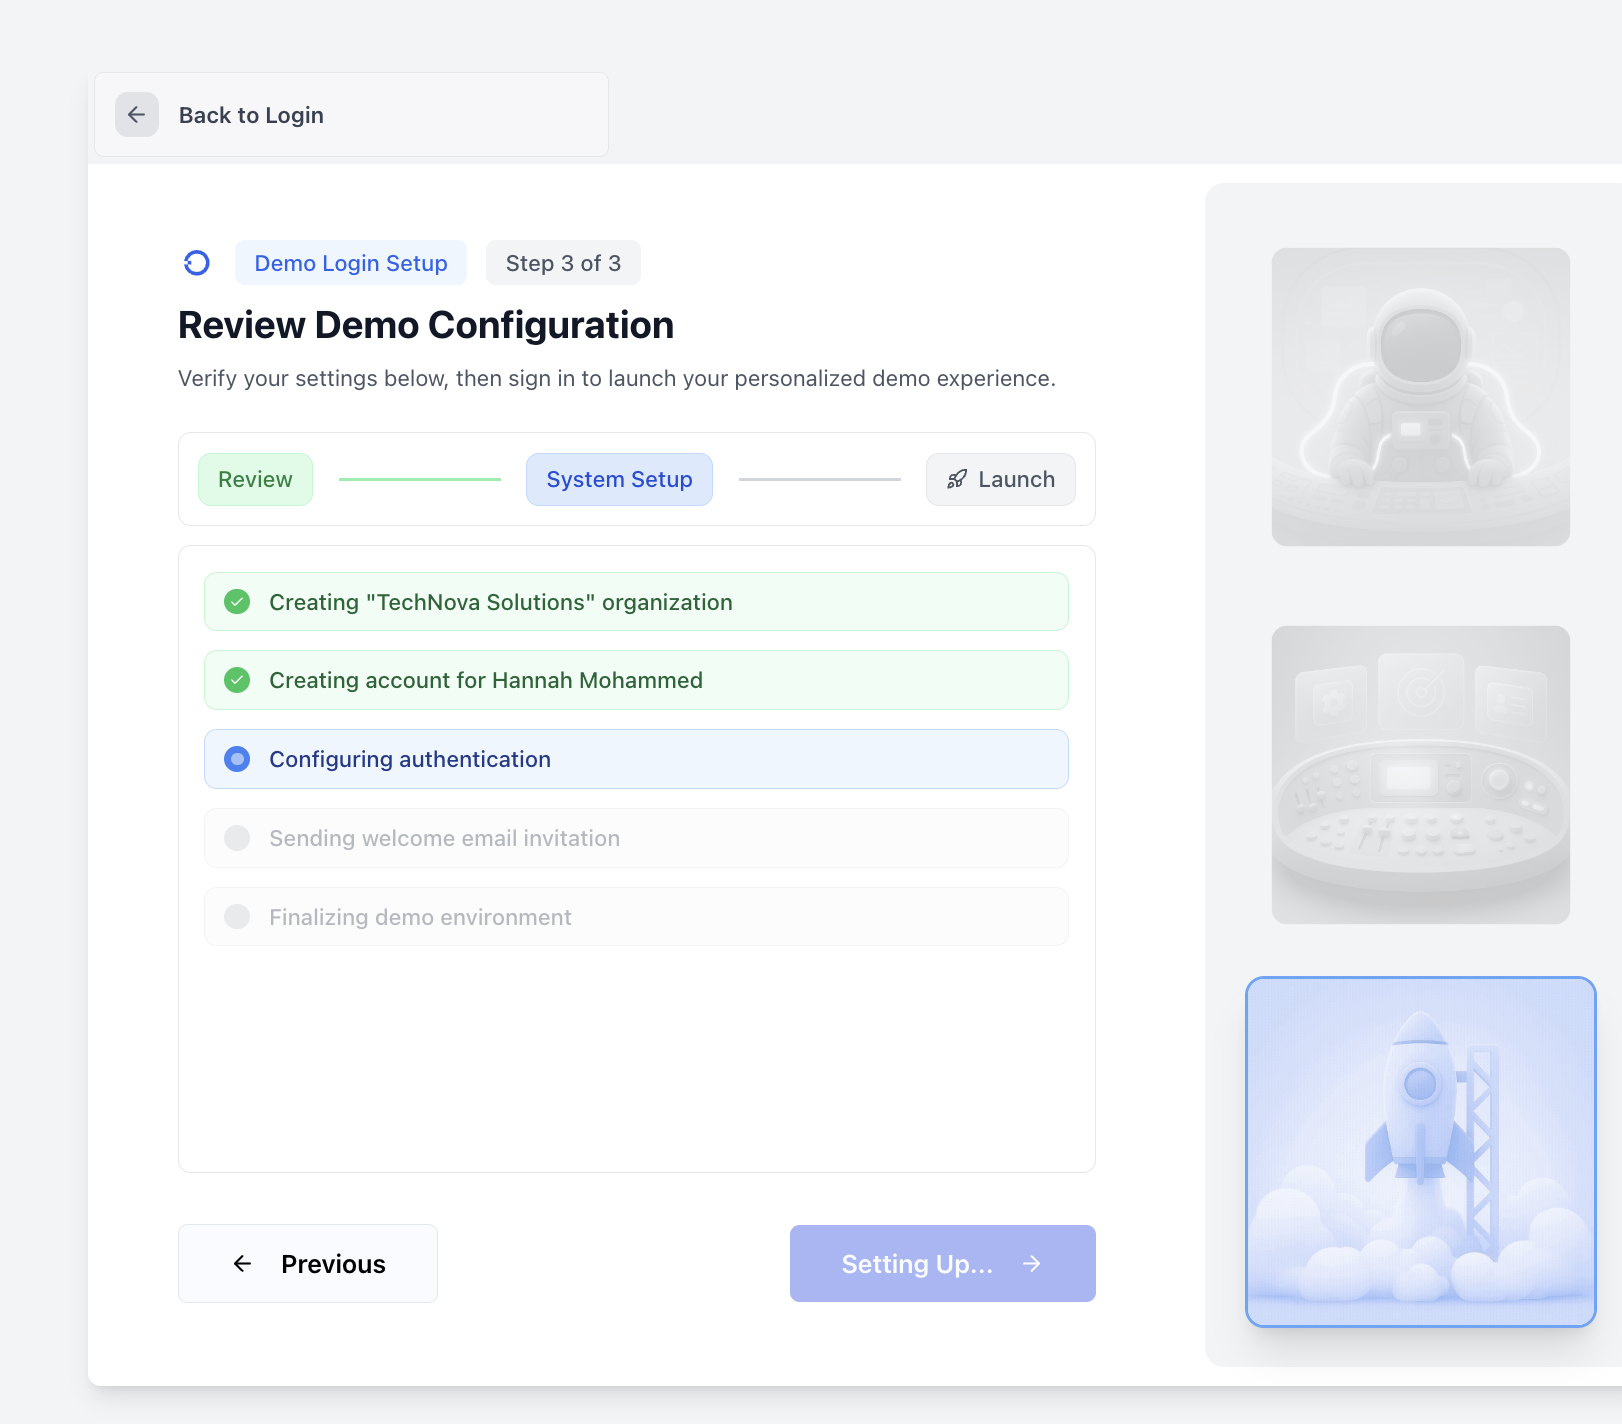 Back to Login
Demo Login Setup
Step 3 of 3
Review Demo Configuration
Verify your settings below, then sign in to launch your personalized demo experience.
Review
System Setup
Launch
Creating "TechNova Solutions" organization
Creating account for Hannah Mohammed
Configuring authentication
Sending welcome email invitation
Finalizing demo environment
Previous
Setting Up...